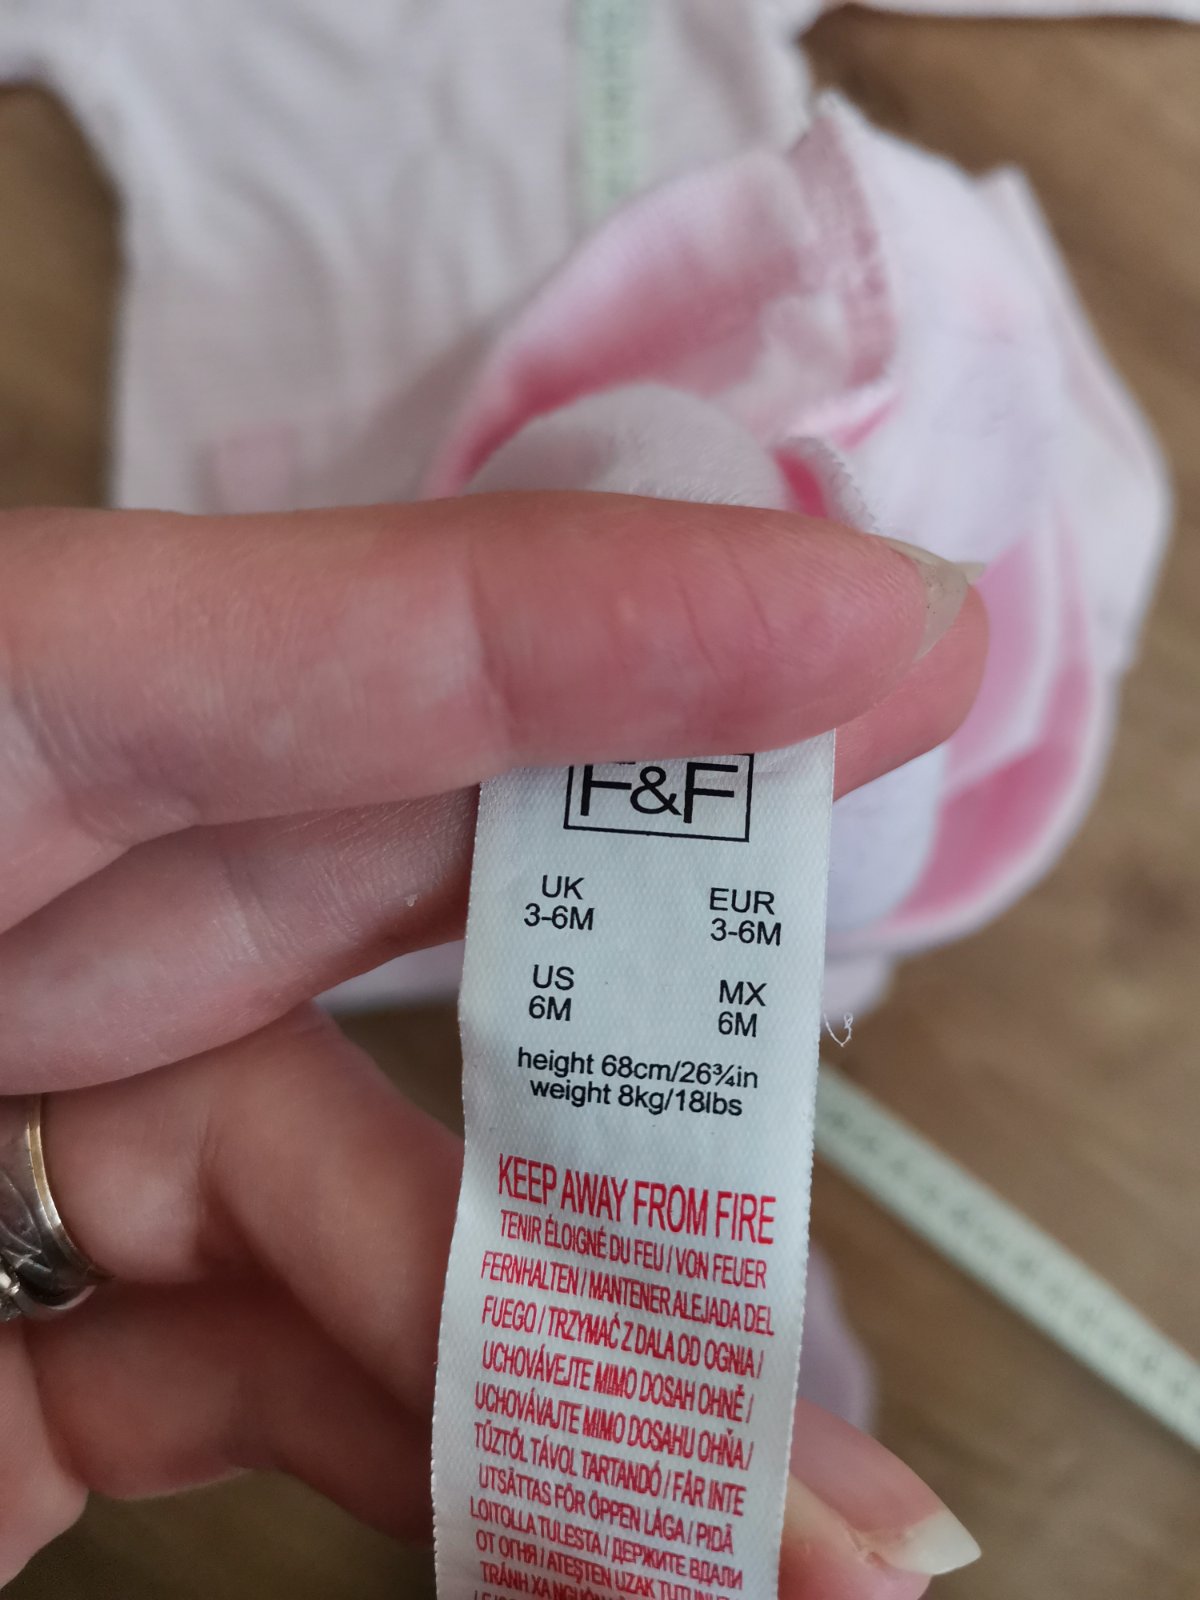 F&F
UK EUR
3-6M 3-6M
US MX
6M 6M
height 68cm/26¾in
weight 8kg/18lbs
KEEP AWAY FROM FIRE
TENIR ÉLOIGNÉ DU FEU / VON FEUER
FERNHALTEN / MANTENER ALEJADA DEL
FUEGO / TRZYMAĆ Z DALA OD OGNIA /
UCHOVÁVEJTE MIMO DOSAH OHNĚ /
UCHOVÁVAJTE MIMO DOSAHU OHŇA /
TŰZTŐL TÁVOL TARTANDÓ / FÅR INTE
UTSÄTTAS FÖR ÖPPEN LÅGA / PIDÄ
LOITOLLA TULESTA / ДЕРЖИТЕ ВДАЛИ
ОТ ОГНЯ / ATEŞTEN UZAK TUTUNUZ /
TRÁNH XA NGUỒN